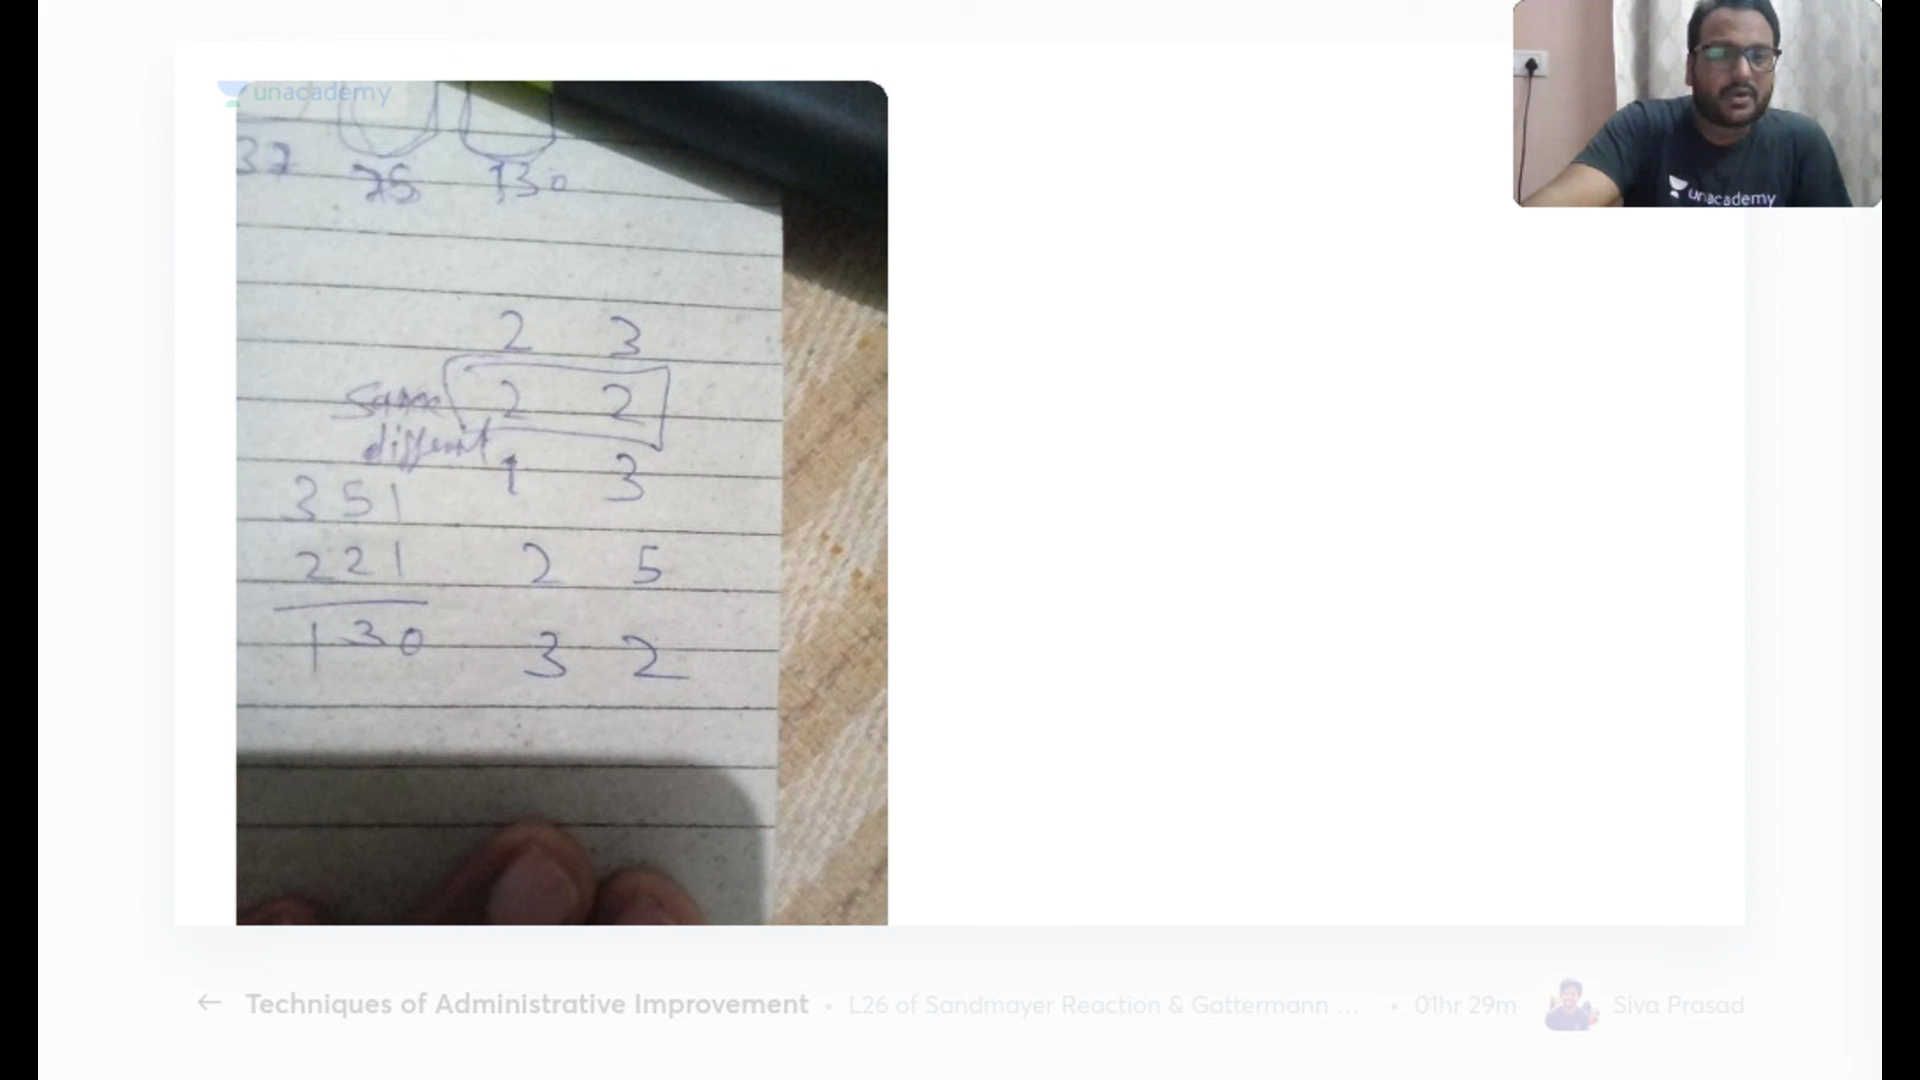 unacademy
37 75 130
2 3
same 2 2
different
1 3
351
221 2 5
130 3 2
unacademy
Techniques of Administrative Improvement • L26 of Sandmayer Reaction & Gattermann ... • 01hr 29m Siva Prasad